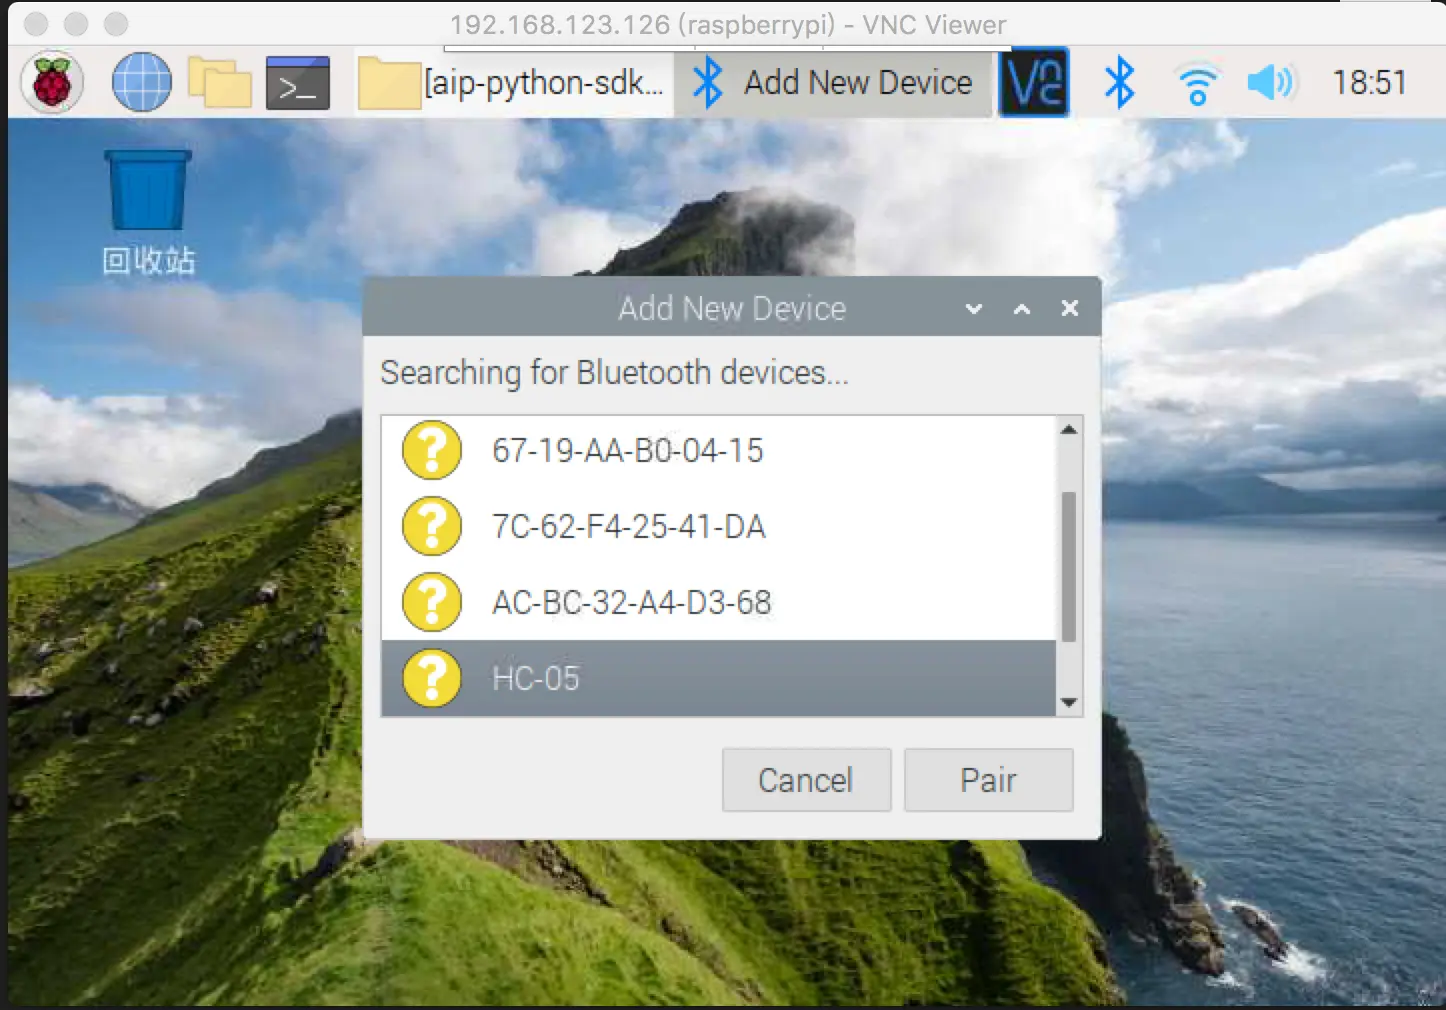 192.168.123.126 (raspberrypi) - VNC Viewer
[aip-python-sdk... Add New Device 18:51
回收站
Add New Device
Searching for Bluetooth devices...
67-19-AA-B0-04-15
7C-62-F4-25-41-DA
AC-BC-32-A4-D3-68
HC-05
Cancel Pair